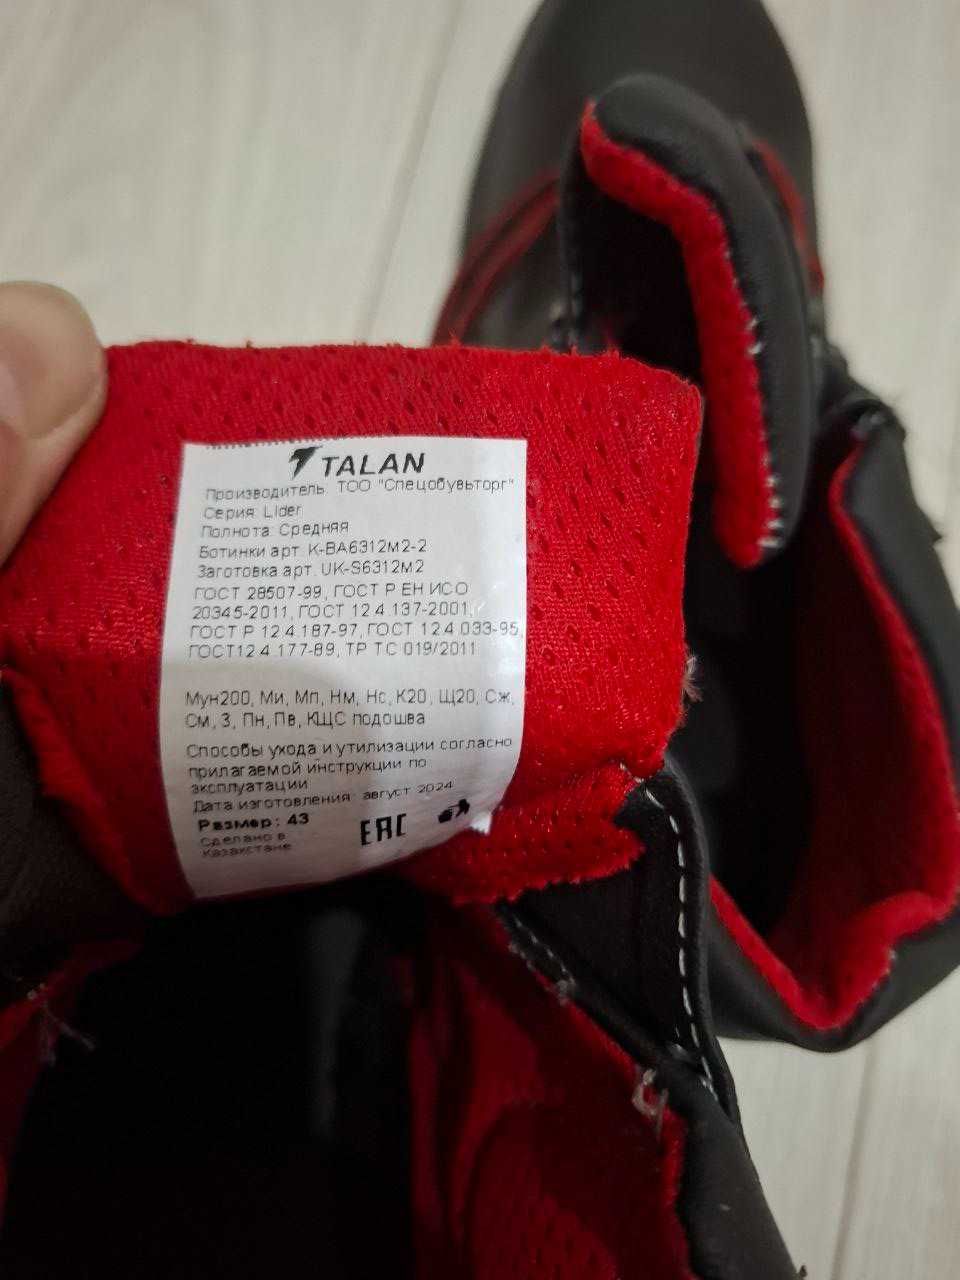 TALAN
Производитель: ТОО "Спецобувьторг"
Серия: Lider
Полнота: Средняя
Ботинки арт. K-BA6312м2-2
Заготовка арт. UK-S6312м2
ГОСТ 28507-99, ГОСТ Р ЕН ИСО
20345-2011, ГОСТ 12.4.137-2001,
ГОСТ Р 12.4.187-97, ГОСТ 12.4.033-95,
ГОСТ12.4.177-89, ТР ТС 019/2011
Мун200, Ми, Мп, Нм, Нс, К20, Щ20, Сж,
См, З, Пн, Пв, КЩС подошва
Способы ухода и утилизации согласно
прилагаемой инструкции по
эксплуатации
Дата изготовления: август 2024
Размер: 43
Сделано в
Казахстане
EAC